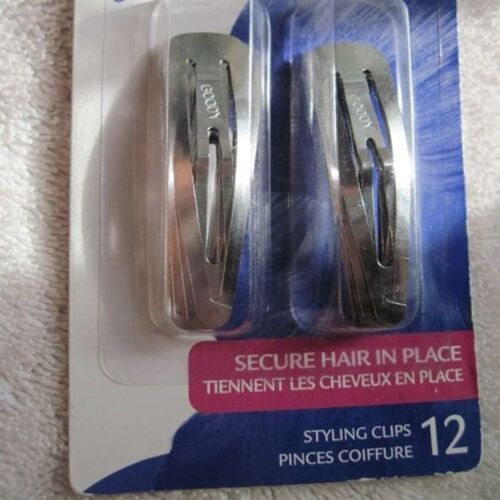 GOODY
GOODY
SECURE HAIR IN PLACE
TIENNENT LES CHEVEUX EN PLACE
STYLING CLIPS
PINCES COIFFURE 12